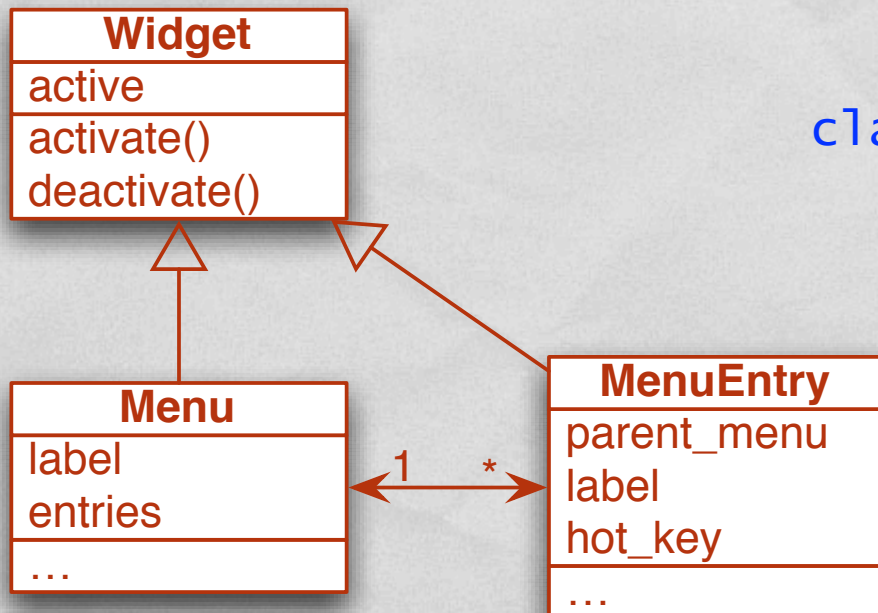 Widget
active
activate()
deactivate()
cla
Menu
label
entries
…
1 *
MenuEntry
parent_menu
label
hot_key
…